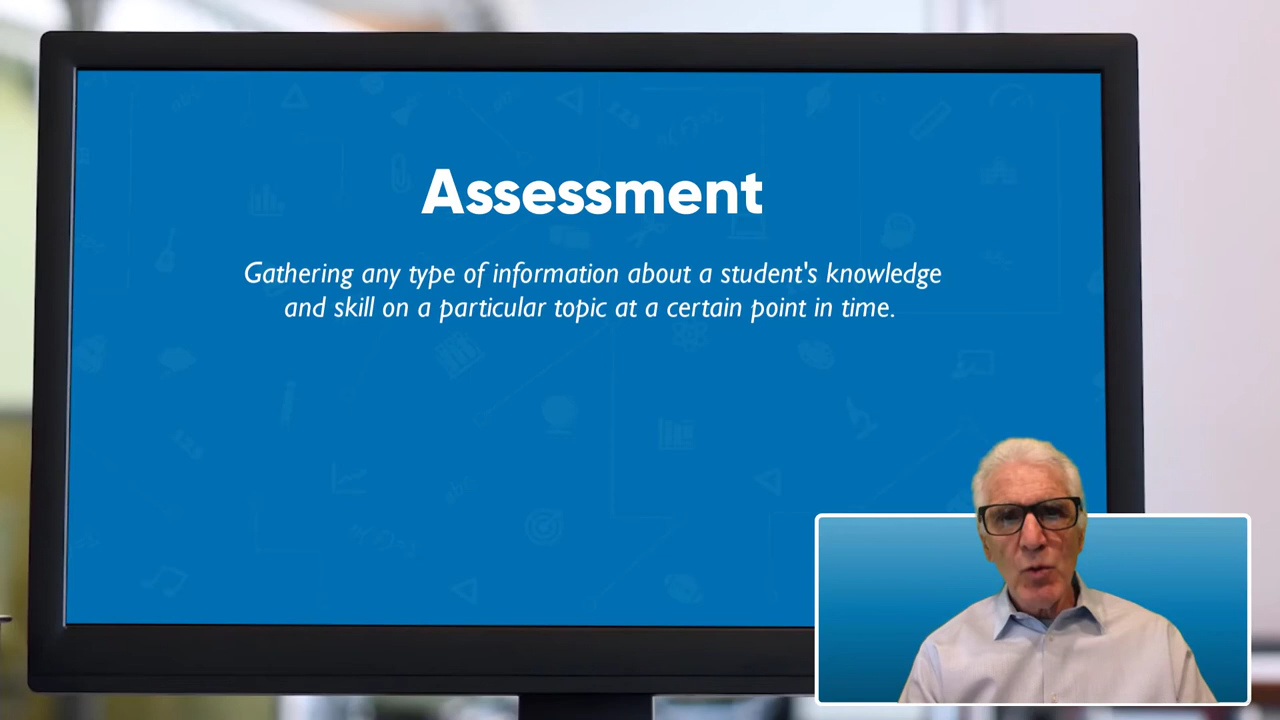 Assessment
Gathering any type of information about a student's knowledge
and skill on a particular topic at a certain point in time.